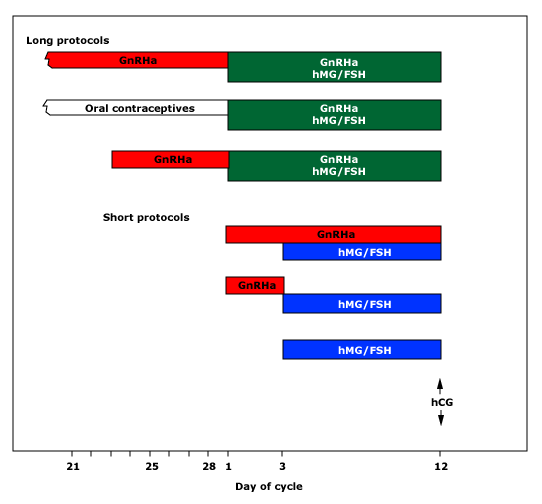 Long protocols
GnRHa
GnRHa
hMG/FSH
Oral contraceptives
GnRHa
hMG/FSH
GnRHa
GnRHa
hMG/FSH
Short protocols
GnRHa
hMG/FSH
GnRHa
hMG/FSH
hMG/FSH
hCG
21 25 28 1 3 12
Day of cycle